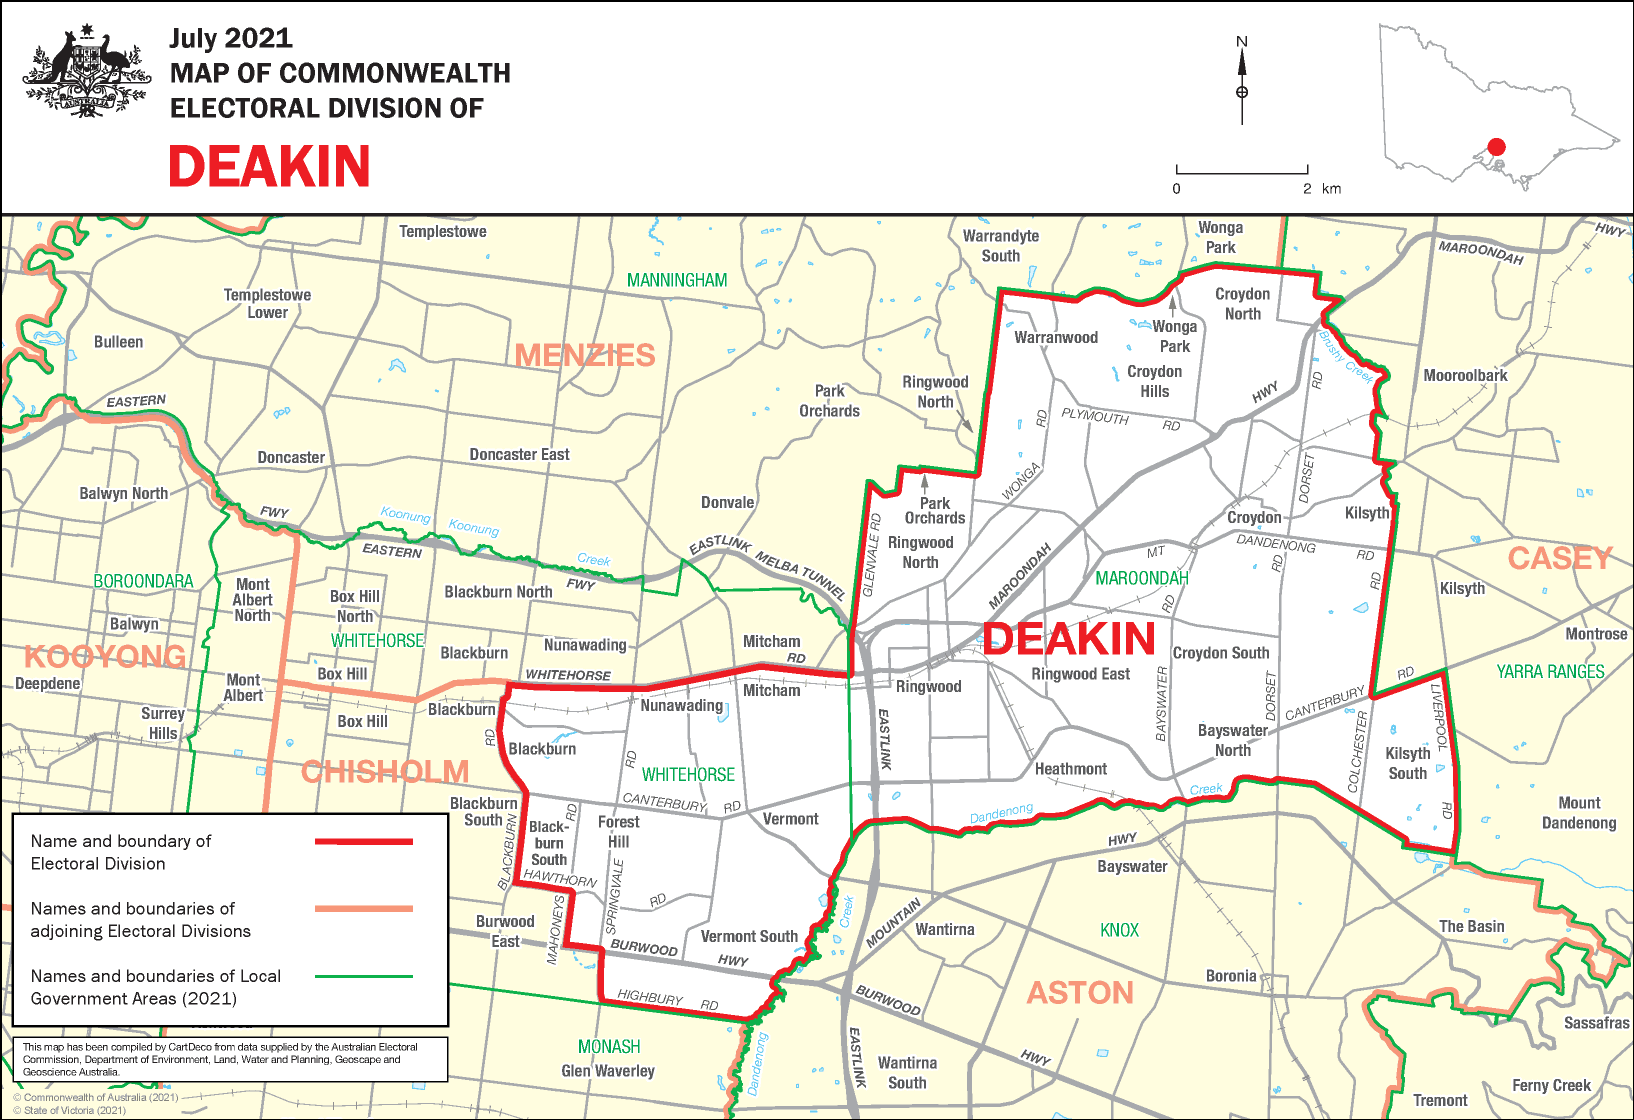 AUSTRALIA
July 2021
MAP OF COMMONWEALTH
ELECTORAL DIVISION OF
DEAKIN
N
0
2 km
Templestowe
Warrandyte
South
Wonga
Park
MAROONDAH
HWY
MANNINGHAM
Templestowe
Lower
Croydon
North
Bulleen
MENZIES
Warranwood
Wonga
Park
Brushy Creek
Croydon
Hills
Mooroolbark
Ringwood
North
Park
Orchards
EASTERN
HWY
RD
RD
PLYMOUTH
RD
Doncaster
Doncaster East
Balwyn North
Donvale
WONGA
DORSET
Park
Orchards
Croydon
Kilsyth
FWY
Koonung
Koonung
Creek
EASTERN
FWY
EASTLINK
MELBA TUNNEL
GLENVALE RD
Ringwood
North
MAROONDAH
MT
DANDENONG
RD
RD
RD
CASEY
BOROONDARA
Mont
Albert
North
Box Hill
North
Blackburn North
MAROONDAH
Kilsyth
Balwyn
WHITEHORSE
Nunawading
Mitcham
RD
RD
DEAKIN
Montrose
KOOYONG
Blackburn
Croydon South
YARRA RANGES
Deepdene
Mont
Albert
Box Hill
WHITEHORSE
Mitcham
Ringwood
Ringwood East
RD
Surrey
Hills
Box Hill
Blackburn
Nunawading
BAYSWATER
DORSET
CANTERBURY
LIVERPOOL
RD
Blackburn
RD
EASTLINK
Bayswater
North
COLCHESTER
Kilsyth
South
CHISHOLM
WHITEHORSE
Heathmont
Blackburn
South
CANTERBURY
RD
RD
Black-
burn
South
Forest
Hill
Vermont
Dandenong
Creek
RD
Mount
Dandenong
BLACKBURN
HAWTHORN
RD
SPRINGVALE
HWY
Bayswater
MAHONEYS
Burwood
East
Creek
MOUNTAIN
Wantirna
KNOX
The Basin
Vermont South
BURWOOD
HWY
Boronia
HIGHBURY
RD
BURWOOD
ASTON
Sassafras
MONASH
Glen Waverley
Dandenong
EASTLINK
Wantirna
South
HWY
Ferny Creek
Tremont
Name and boundary of
Electoral Division
Names and boundaries of
adjoining Electoral Divisions
Names and boundaries of Local
Government Areas (2021)
This map has been compiled by CartDeco from data supplied by the Australian Electoral
Commission, Department of Environment, Land, Water and Planning, Geoscape and
Geoscience Australia.
© Commonwealth of Australia (2021)
© State of Victoria (2021)